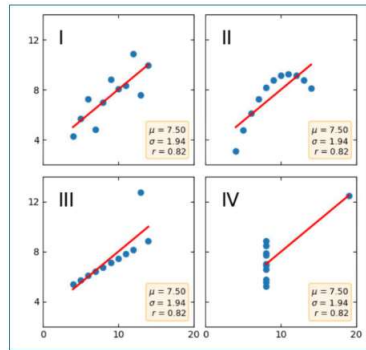 I
II
12
8
4
μ = 7.50
σ = 1.94
r = 0.82
μ = 7.50
σ = 1.94
r = 0.82
III
IV
12
8
4
μ = 7.50
σ = 1.94
r = 0.82
μ = 7.50
σ = 1.94
r = 0.82
0
10
20
0
10
20